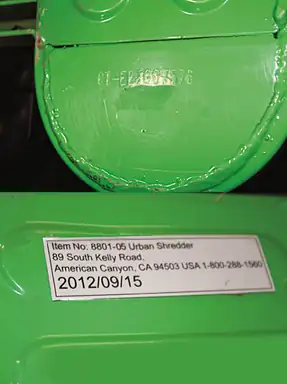 Item No. 8801-05 Urban Shredder
89 South Kelly Road,
American Canyon, CA 94503 USA 1-800-288-1560
2012/09/15